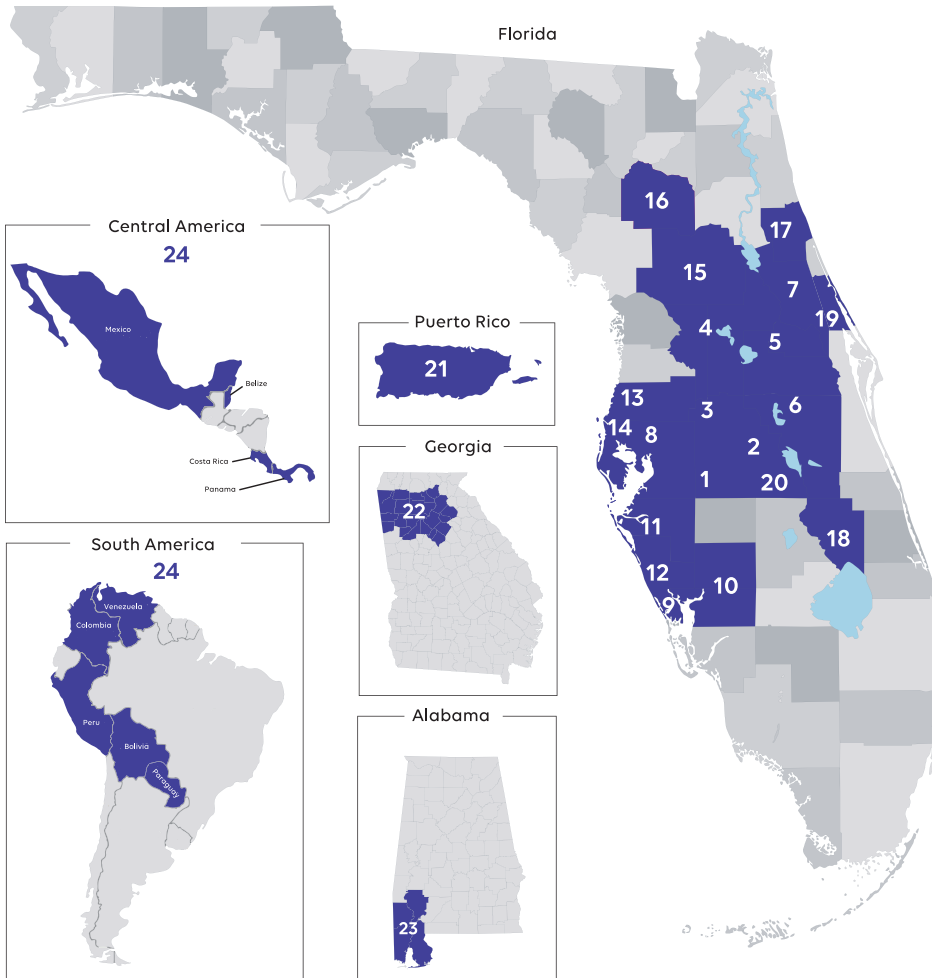 Florida
16
17
15
7
4
5
19
13
3
6
14
8
2
1
20
11
18
12
10
9
Central America
24
Mexico
Belize
Costa Rica
Panama
South America
24
Venezuela
Colombia
Peru
Bolivia
Paraguay
Puerto Rico
21
Georgia
22
Alabama
23